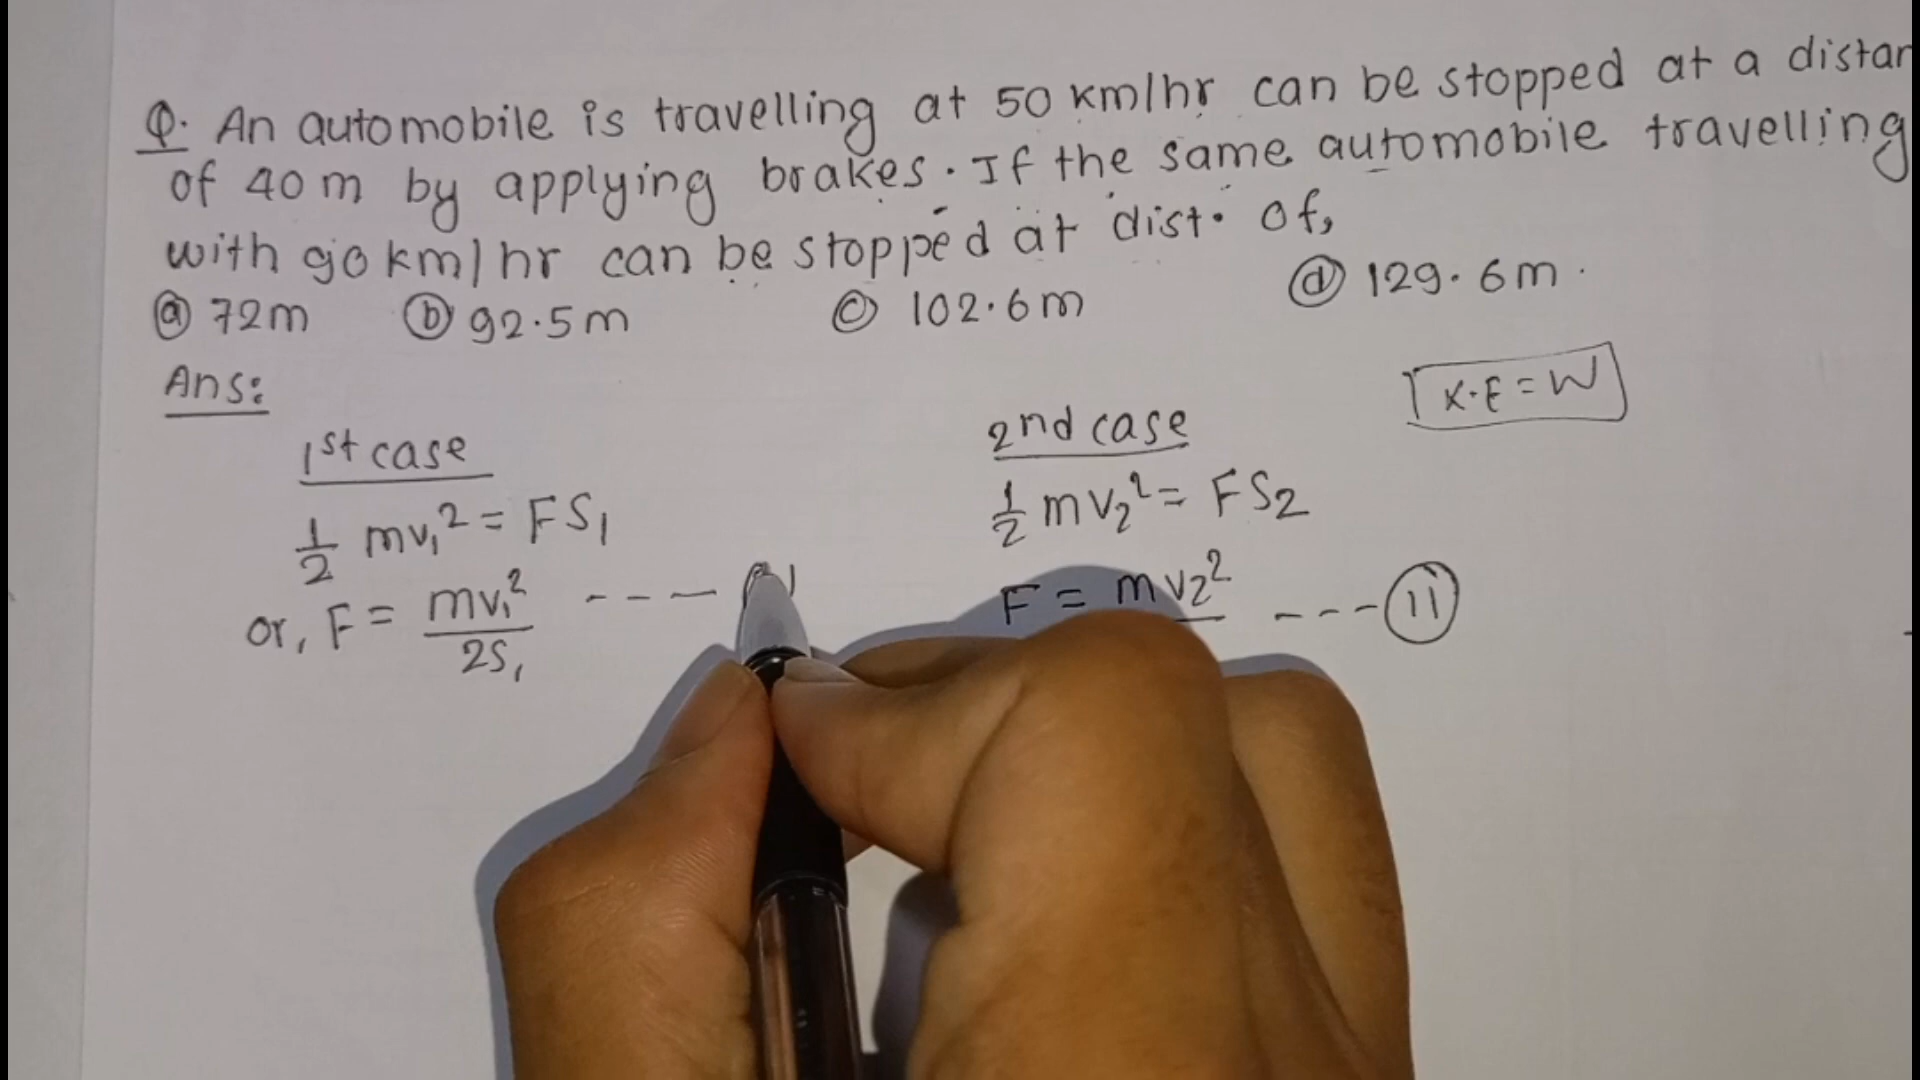 Q. An automobile is travelling at 50 km/hr can be stopped at a distan
of 40 m by applying brakes. If the same automobile travelling
with 90 km/hr can be stopped at dist. of,
(a) 72m (b) 92.5m (c) 102.6m (d) 129.6m.
Ans:
K.E = W
1st case
½ mv₁² = FS₁
or, F = mv₁²/2S₁ ----
2nd case
½ mv₂² = FS₂
F = mv₂² --- (ii)